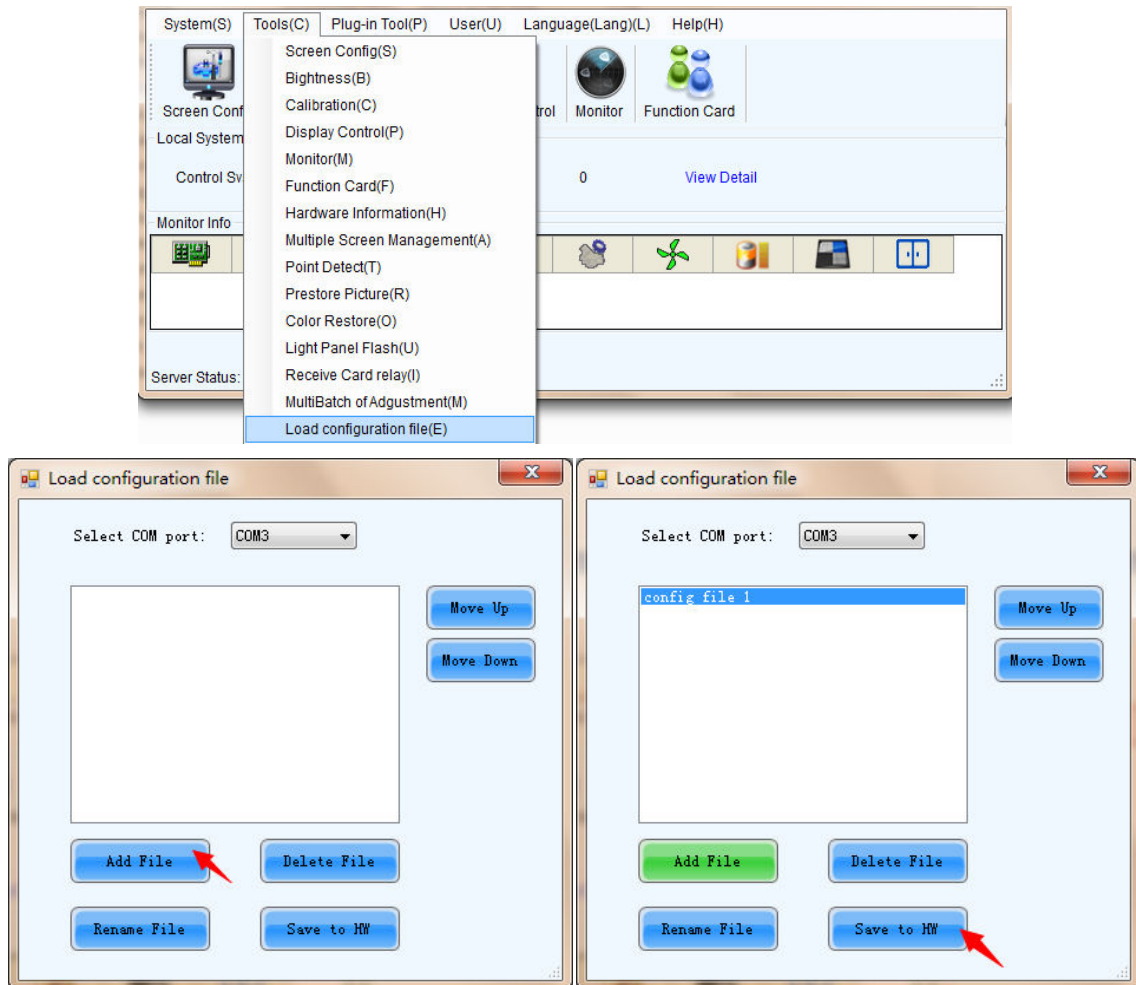 System(S) Tools(C) Plug-in Tool(P) User(U) Language(Lang)(L) Help(H)
Screen Config(S)
Bightness(B)
Calibration(C)
Display Control(P)
Monitor(M)
Function Card(F)
Hardware Information(H)
Multiple Screen Management(A)
Point Detect(T)
Prestore Picture(R)
Color Restore(O)
Light Panel Flash(U)
Receive Card relay(I)
MultiBatch of Adgustment(M)
Load configuration file(E)
Screen Conf trol Monitor Function Card
Local System
Control Sy 0 View Detail
Monitor Info
Server Status:
Load configuration file
Select COM port: COM3
Move Up
Move Down
Add File Delete File
Rename File Save to HW
Load configuration file
Select COM port: COM3
config file 1
Move Up
Move Down
Add File Delete File
Rename File Save to HW